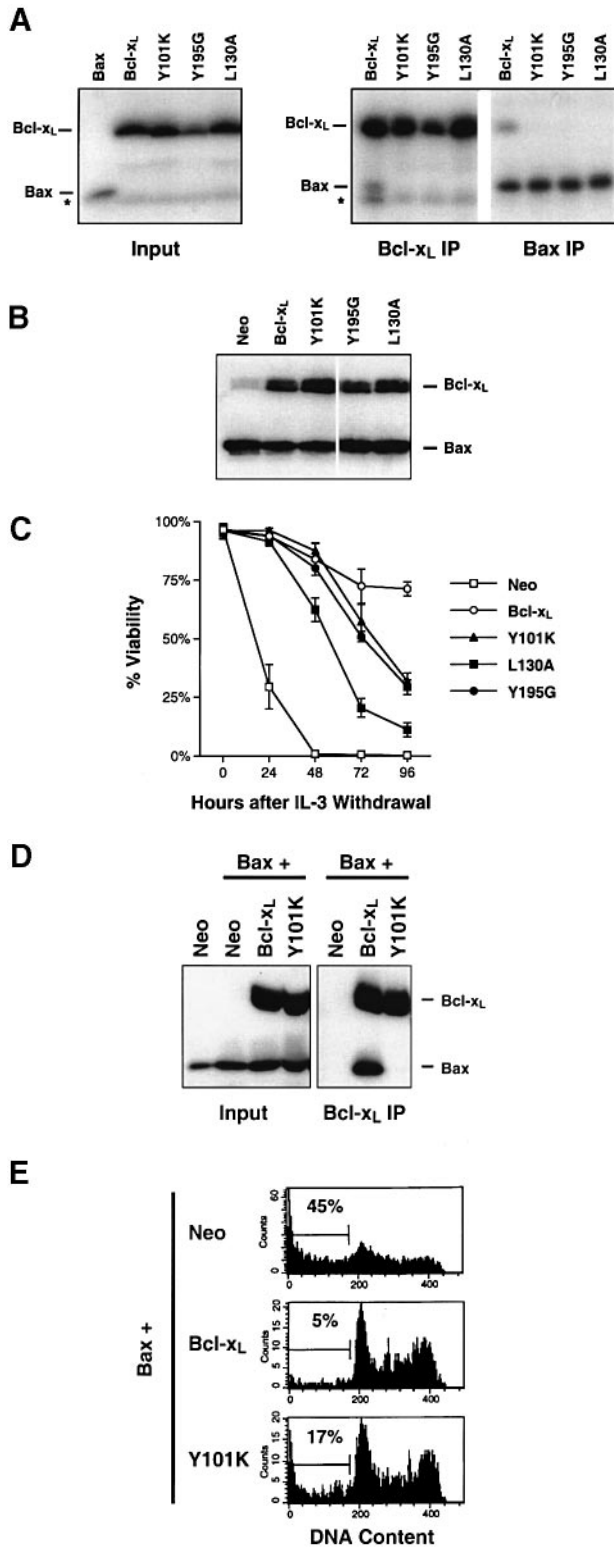 A
Bax
Bcl-xL
Y101K
Y195G
L130A
Bcl-xL
Y101K
Y195G
L130A
Bcl-xL
Y101K
Y195G
L130A
Bcl-xL
Bax
*
Bcl-xL
Bax
*
Input
Bcl-xL IP
Bax IP
B
Neo
Bcl-xL
Y101K
Y195G
L130A
Bcl-xL
Bax
C
% Viability
100%
75%
50%
25%
0%
0 24 48 72 96
Hours after IL-3 Withdrawal
Neo
Bcl-xL
Y101K
L130A
Y195G
D
Bax +
Bax +
Neo
Neo
Bcl-xL
Y101K
Neo
Bcl-xL
Y101K
Bcl-xL
Bax
Input
Bcl-xL IP
E
Bax +
Neo
Counts
60
30
0
45%
0 200 400
Bcl-xL
Counts
20
15
10
5
0
5%
0 200 400
Y101K
Counts
20
15
10
5
0
17%
0 200 400
DNA Content